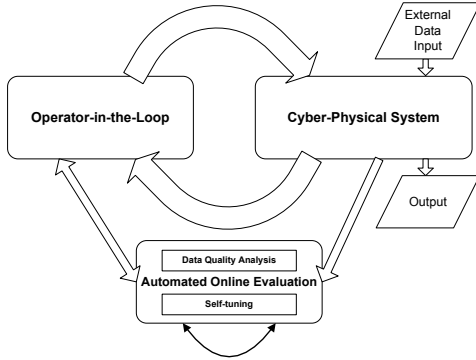 External
Data
Input
Operator-in-the-Loop
Cyber-Physical System
Output
Data Quality Analysis
Automated Online Evaluation
Self-tuning